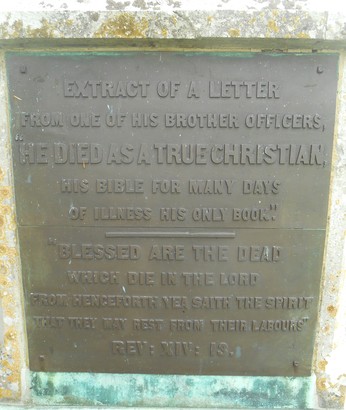 "EXTRACT OF A LETTER
FROM ONE OF HIS BROTHER OFFICERS,
"HE DIED AS A TRUE CHRISTIAN,
HIS BIBLE FOR MANY DAYS
OF ILLNESS HIS ONLY BOOK."
"BLESSED ARE THE DEAD
WHICH DIE IN THE LORD
FROM HENCEFORTH YEA, SAITH THE SPIRIT
THAT THEY MAY REST FROM THEIR LABOURS"
REV: XIV: 13.